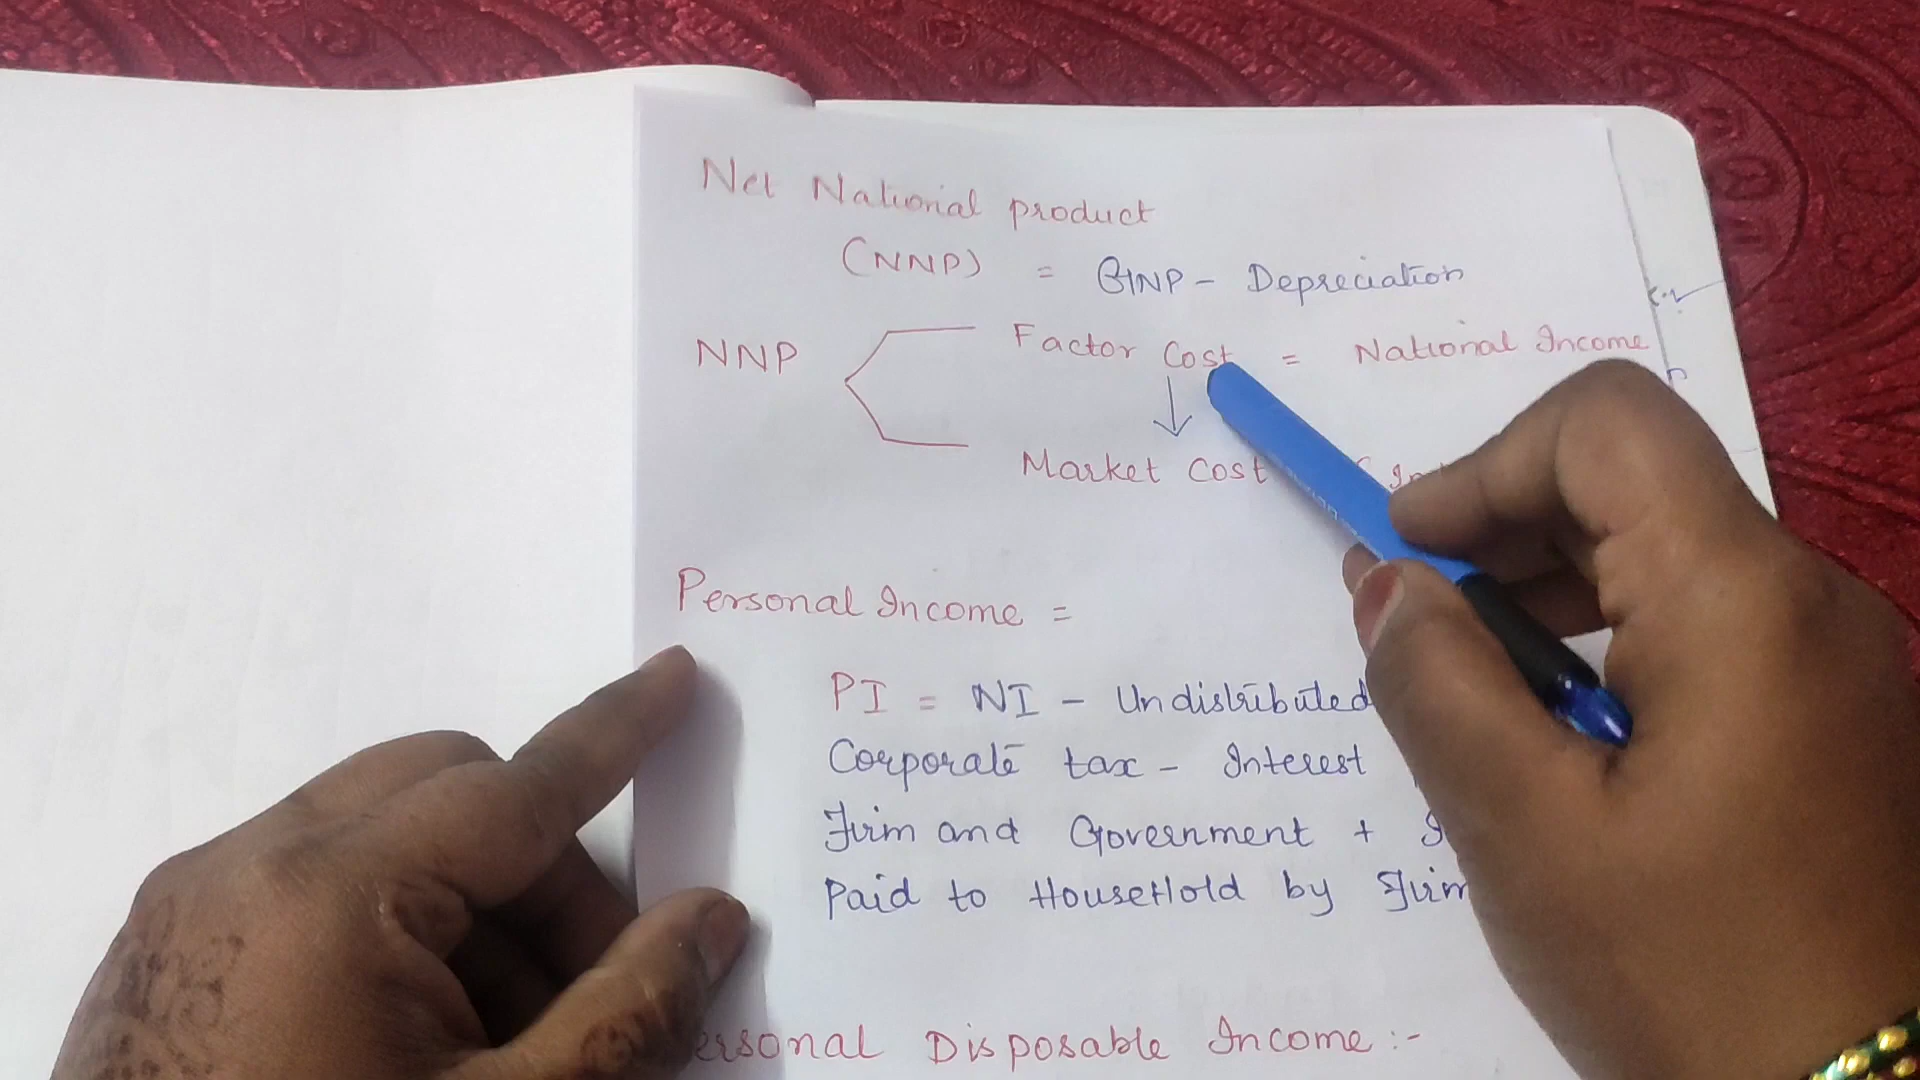 Net National product
(NNP) = GNP - Depreciation
NNP Factor Cost = National Income
Market Cost
Personal Income =
PI = NI - Undistributed
Corporate tax - Interest
Firm and Government +
Paid to Household by Firm
Disposable Income :-